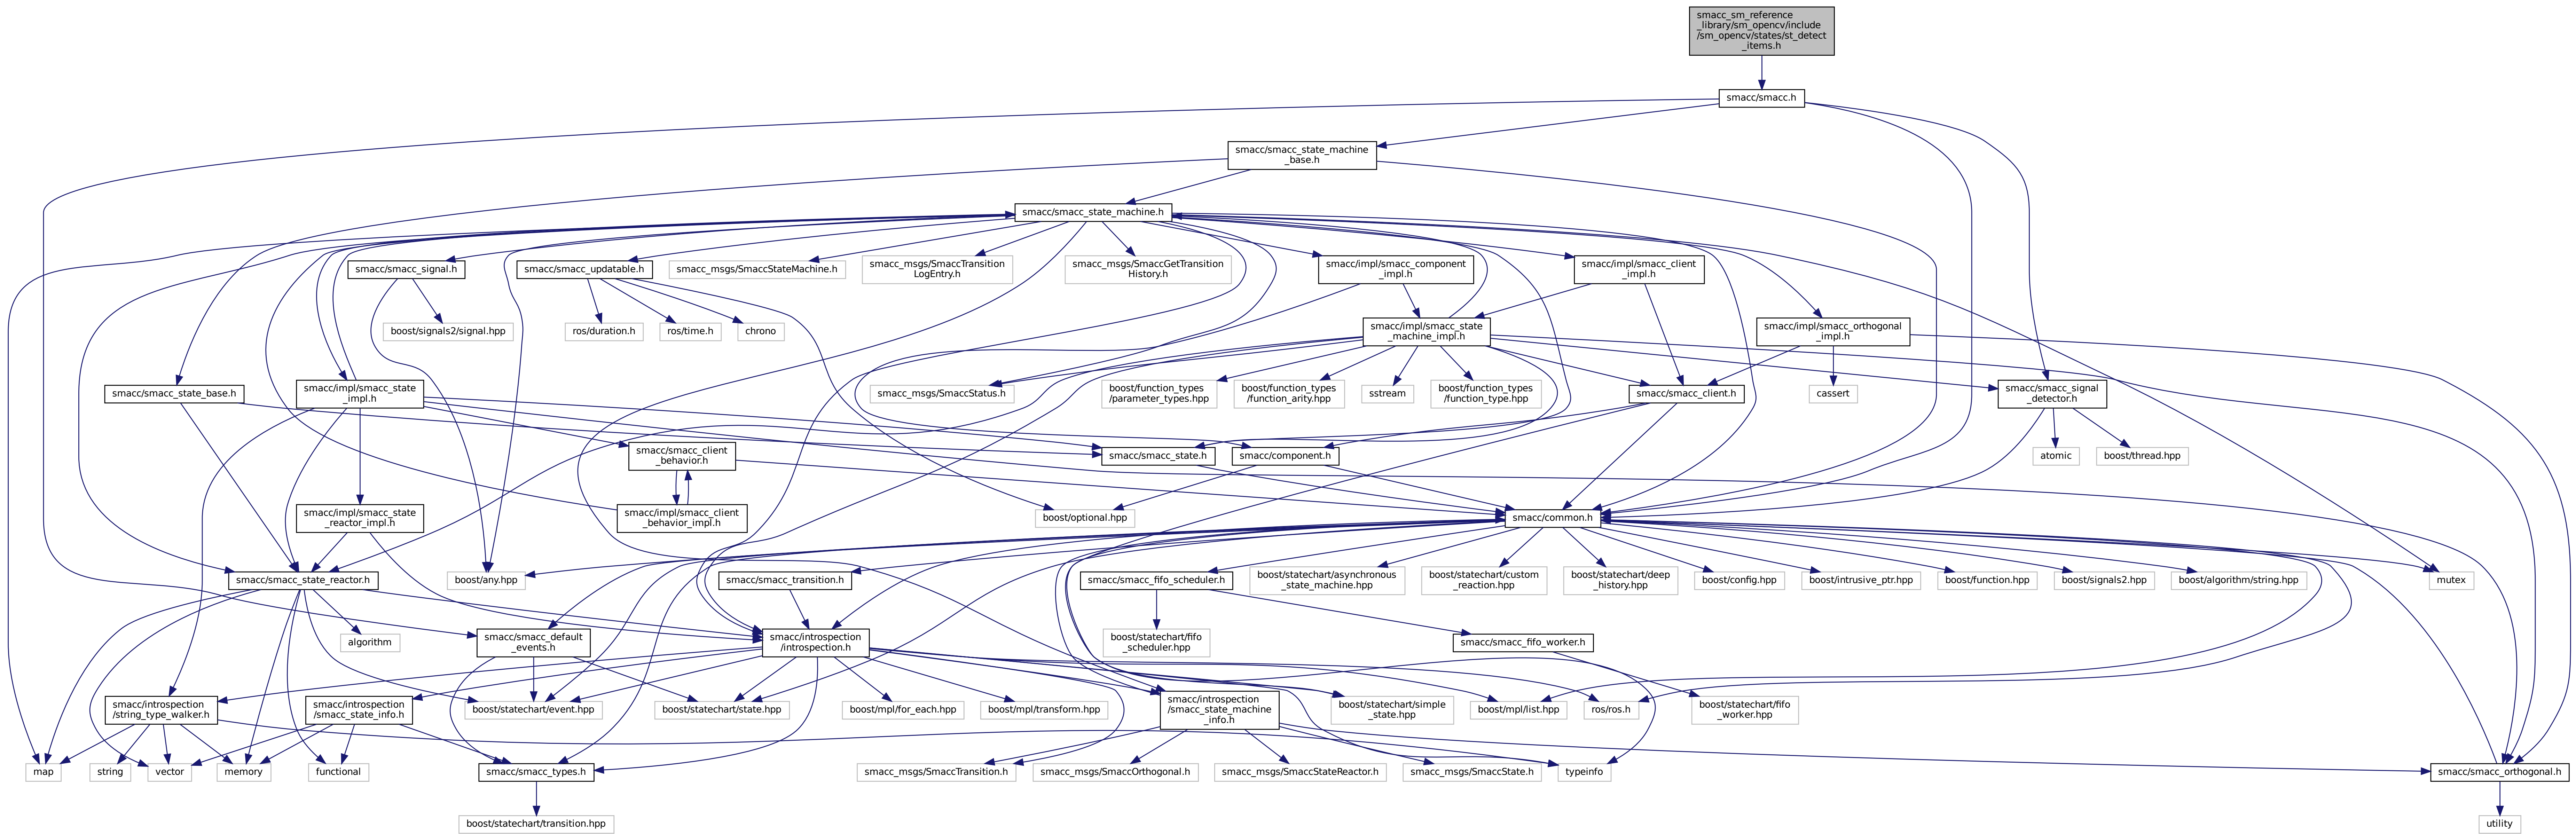 smacc_sm_reference
_library/sm_opencv/include
/sm_opencv/states/st_detect
_items.h
smacc/smacc.h
smacc/smacc_state_machine
_base.h
smacc/smacc_state_machine.h
smacc/smacc_signal.h
smacc/smacc_updatable.h
smacc_msgs/SmaccStateMachine.h
smacc_msgs/SmaccTransition
LogEntry.h
smacc_msgs/SmaccGetTransition
History.h
smacc/impl/smacc_component
_impl.h
smacc/impl/smacc_client
_impl.h
boost/signals2/signal.hpp
ros/duration.h
ros/time.h
chrono
smacc/impl/smacc_state
_machine_impl.h
smacc/impl/smacc_orthogonal
_impl.h
smacc/smacc_state_base.h
smacc/impl/smacc_state
_impl.h
smacc_msgs/SmaccStatus.h
boost/function_types
/parameter_types.hpp
boost/function_types
/function_arity.hpp
sstream
boost/function_types
/function_type.hpp
smacc/smacc_client.h
cassert
smacc/smacc_signal
_detector.h
smacc/smacc_client
_behavior.h
smacc/smacc_state.h
smacc/component.h
atomic
boost/thread.hpp
smacc/impl/smacc_state
_reactor_impl.h
smacc/impl/smacc_client
_behavior_impl.h
boost/optional.hpp
smacc/common.h
smacc/smacc_state_reactor.h
boost/any.hpp
smacc/smacc_transition.h
smacc/smacc_fifo_scheduler.h
boost/statechart/asynchronous
_state_machine.hpp
boost/statechart/custom
_reaction.hpp
boost/statechart/deep
_history.hpp
boost/config.hpp
boost/intrusive_ptr.hpp
boost/function.hpp
boost/signals2.hpp
boost/algorithm/string.hpp
mutex
algorithm
smacc/smacc_default
_events.h
smacc/introspection
/introspection.h
boost/statechart/fifo
_scheduler.hpp
smacc/smacc_fifo_worker.h
smacc/introspection
/string_type_walker.h
smacc/introspection
/smacc_state_info.h
boost/statechart/event.hpp
boost/statechart/state.hpp
boost/mpl/for_each.hpp
boost/mpl/transform.hpp
smacc/introspection
/smacc_state_machine
_info.h
boost/statechart/simple
_state.hpp
boost/mpl/list.hpp
ros/ros.h
boost/statechart/fifo
_worker.hpp
map
string
vector
memory
functional
smacc/smacc_types.h
smacc_msgs/SmaccTransition.h
smacc_msgs/SmaccOrthogonal.h
smacc_msgs/SmaccStateReactor.h
smacc_msgs/SmaccState.h
typeinfo
smacc/smacc_orthogonal.h
boost/statechart/transition.hpp
utility